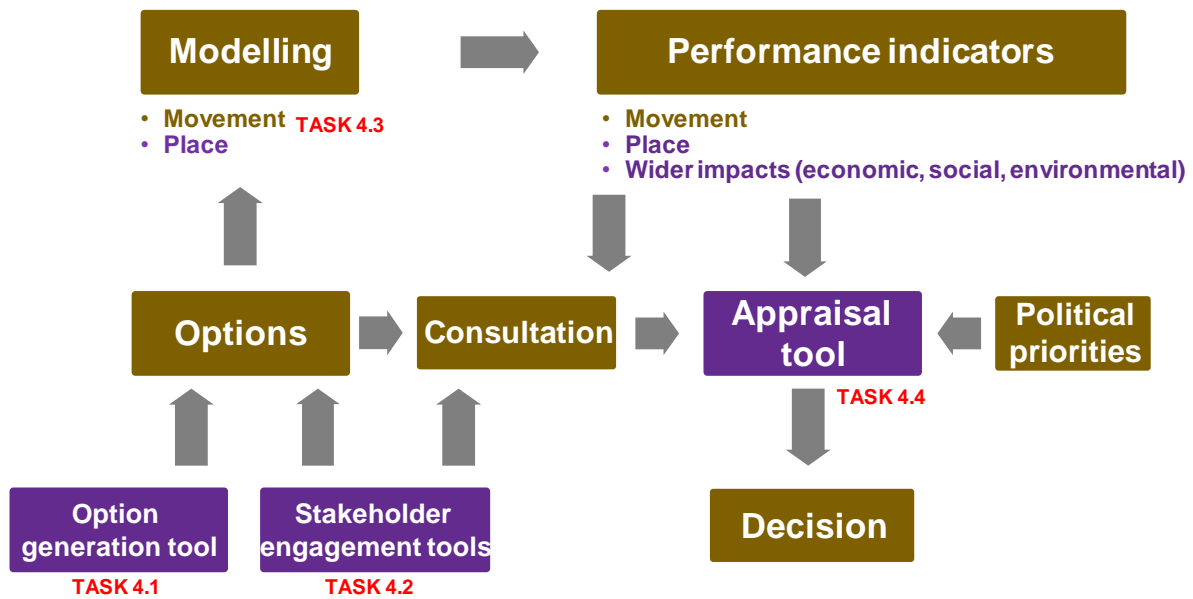 Modelling
Performance indicators
• Movement
TASK 4.3
• Place
• Movement
• Place
• Wider impacts (economic, social, environmental)
Options
Consultation
Appraisal
tool
Political
priorities
TASK 4.4
Option
generation tool
Stakeholder
engagement tools
Decision
TASK 4.1
TASK 4.2